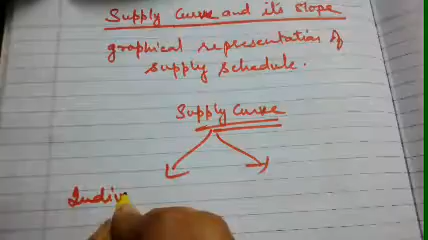 Supply Curve and its slope
graphical representation of
supply schedule.
Supply Curve
Indiv